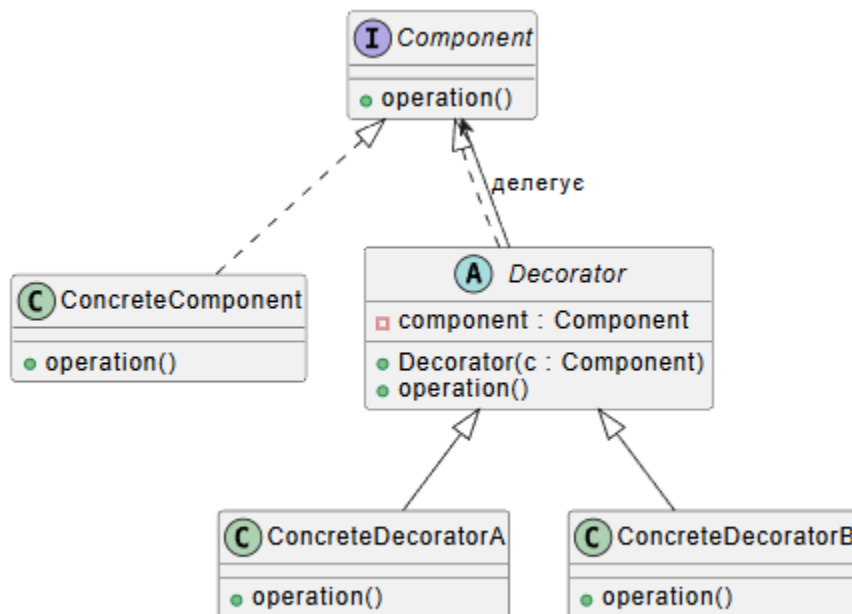 I Component
operation()
делегує
C ConcreteComponent
operation()
A Decorator
component : Component
Decorator(c : Component)
operation()
C ConcreteDecoratorA
operation()
C ConcreteDecoratorB
operation()